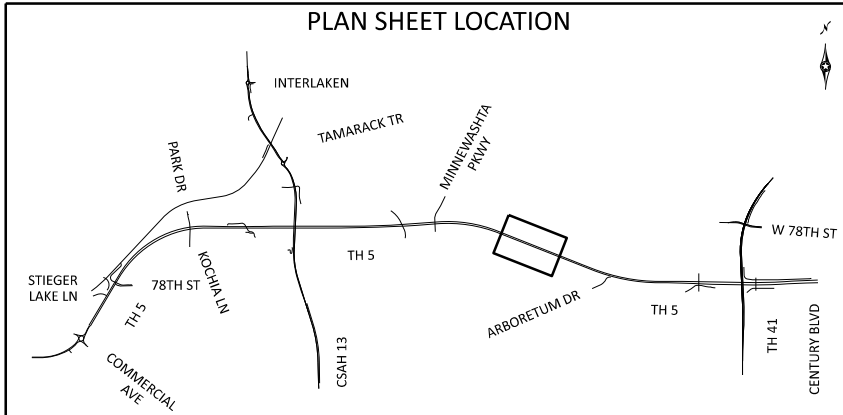 PLAN SHEET LOCATION
N
INTERLAKEN
TAMARACK TR
MINNEWASHTA
PKWY
PARK DR
W 78TH ST
KOCHIA LN
TH 5
STIEGER
LAKE LN
78TH ST
TH 5
ARBORETUM DR
TH 5
TH 41
CENTURY BLVD
CSAH 13
COMMERCIAL
AVE